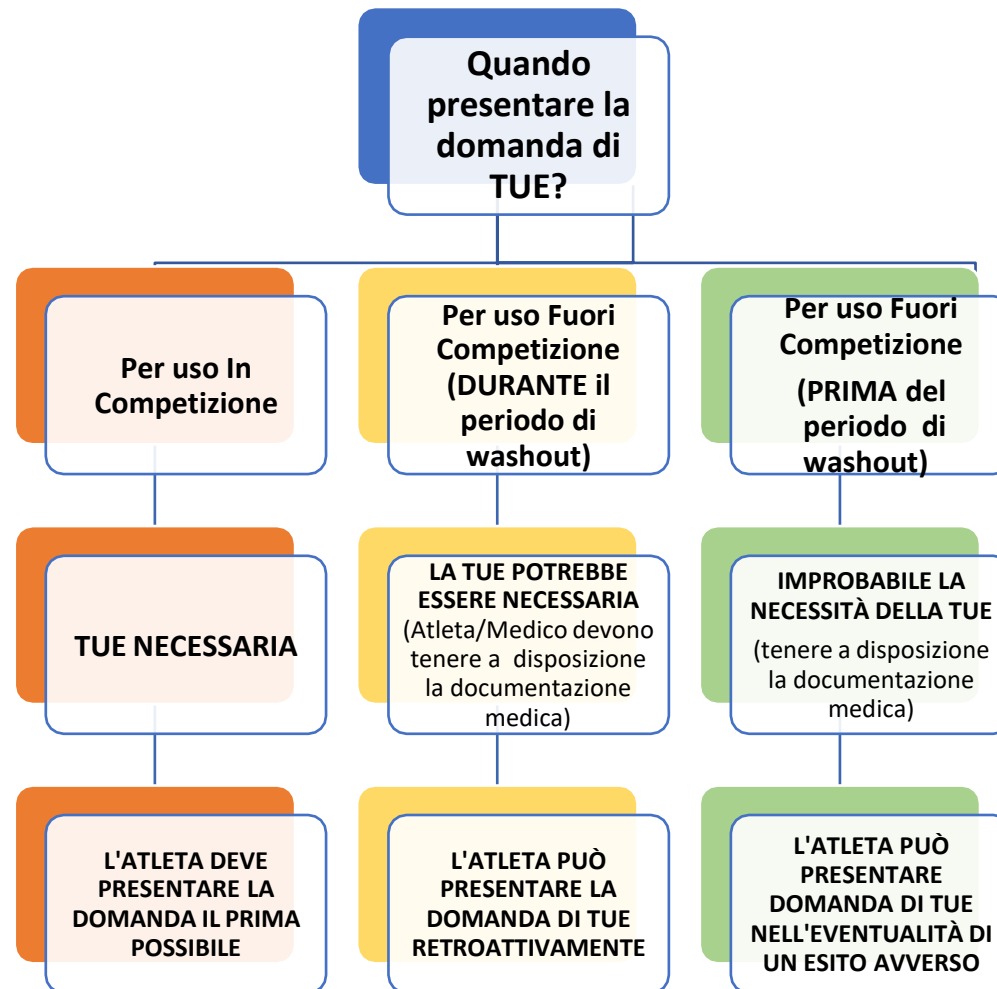 Quando
presentare la
domanda di
TUE?
Per uso In
Competizione
Per uso Fuori
Competizione
(DURANTE il
periodo di
washout)
Per uso Fuori
Competizione
(PRIMA del
periodo di
washout)
TUE NECESSARIA
LA TUE POTREBBE
ESSERE NECESSARIA
(Atleta/Medico devono
tenere a disposizione
la documentazione
medica)
IMPROBABILE LA
NECESSITÀ DELLA TUE
(tenere a disposizione
la documentazione
medica)
L'ATLETA DEVE
PRESENTARE LA
DOMANDA IL PRIMA
POSSIBILE
L'ATLETA PUÒ
PRESENTARE LA
DOMANDA DI TUE
RETROATTIVAMENTE
L'ATLETA PUÒ
PRESENTARE
DOMANDA DI TUE
NELL'EVENTUALITÀ DI
UN ESITO AVVERSO